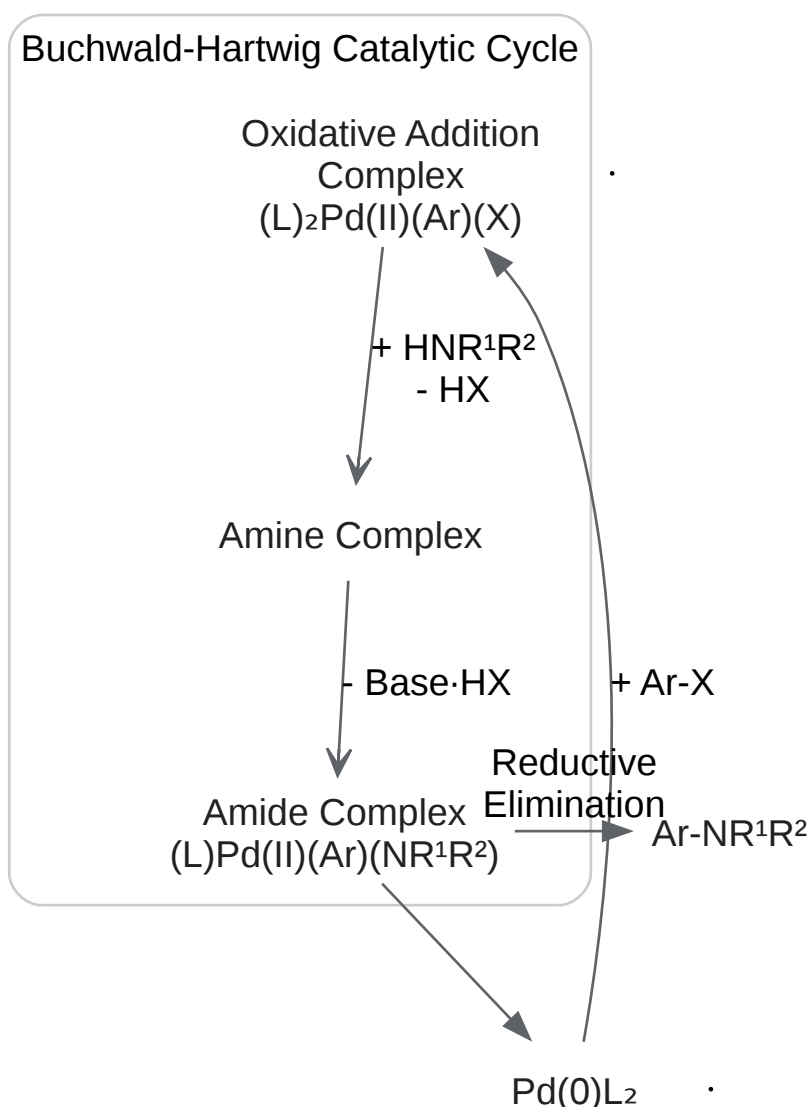 Buchwald-Hartwig Catalytic Cycle
Oxidative Addition
Complex
(L)₂Pd(II)(Ar)(X)
+ HNR¹R²
- HX
Amine Complex
- Base·HX
+ Ar-X
Reductive
Elimination
Amide Complex
(L)Pd(II)(Ar)(NR¹R²)
Ar-NR¹R²
Pd(0)L₂